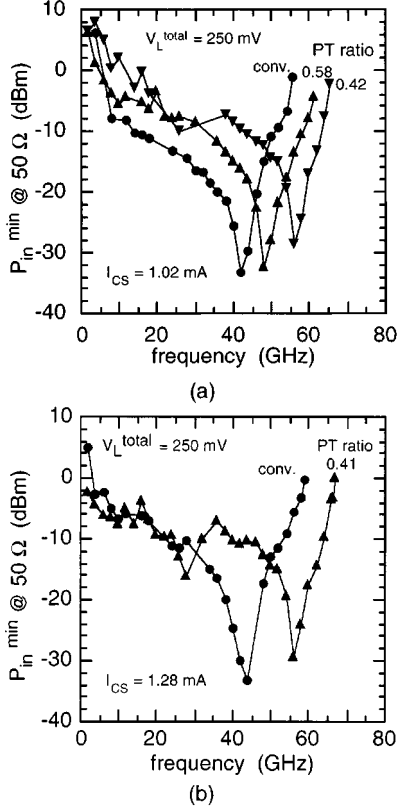 10
0
-10
-20
-30
-40
P_in^min @ 50 Ω (dBm)
V_L^total = 250 mV
PT ratio
conv.
0.58
0.42
I_CS = 1.02 mA
0 20 40 60 80
frequency (GHz)
(a)
10
0
-10
-20
-30
-40
P_in^min @ 50 Ω (dBm)
V_L^total = 250 mV
PT ratio
conv.
0.41
I_CS = 1.28 mA
0 20 40 60 80
frequency (GHz)
(b)